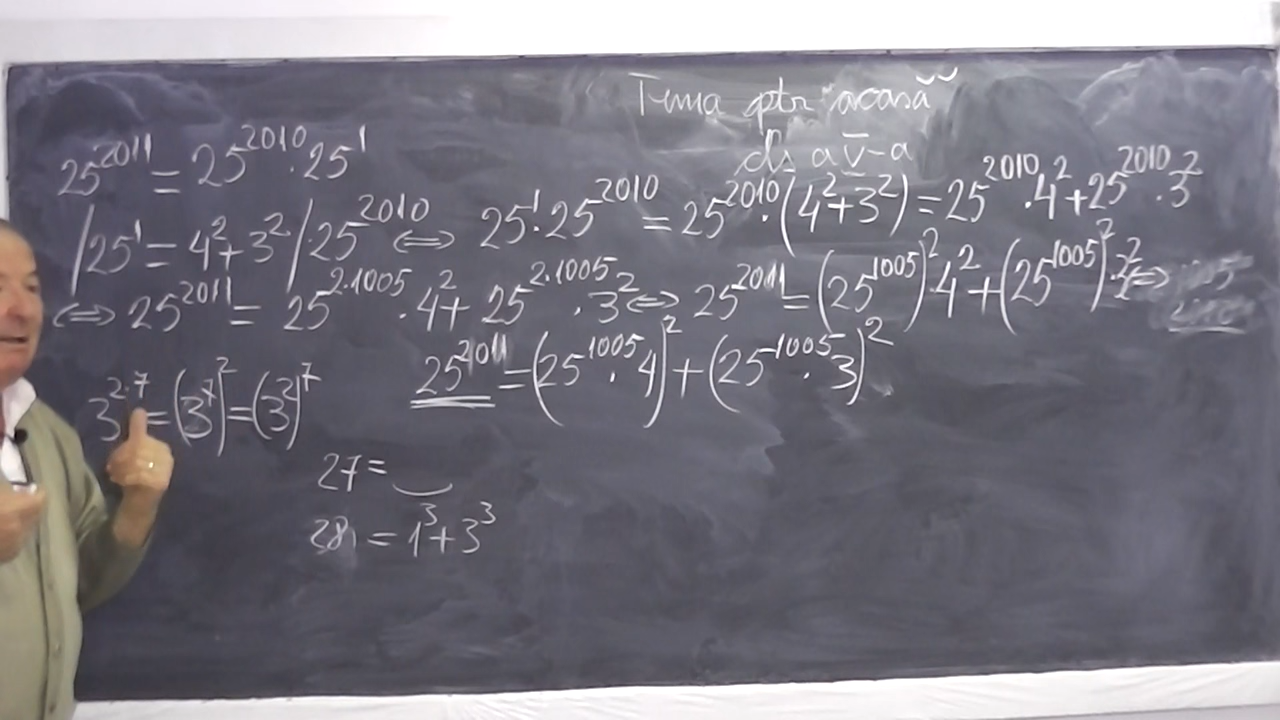 Tema ptr acasă
cls a V-a
25^2011 = 25^2010 · 25^1
/25^1 = 4^2 + 3^2 / · 25^2010 ⇔ 25^1 · 25^2010 = 25^2010 · (4^2 + 3^2) = 25^2010 · 4^2 + 25^2010 · 3^2
⇔ 25^2011 = 25^2·1005 · 4^2 + 25^2·1005 · 3^2 ⇔ 25^2011 = (25^1005)^2 · 4^2 + (25^1005)^2 · 3^2 ⇔
25^2011 = (25^1005 · 4)^2 + (25^1005 · 3)^2
3^2·7 = (3^7)^2 = (3^2)^7
27 =
28 = 1^3 + 3^3